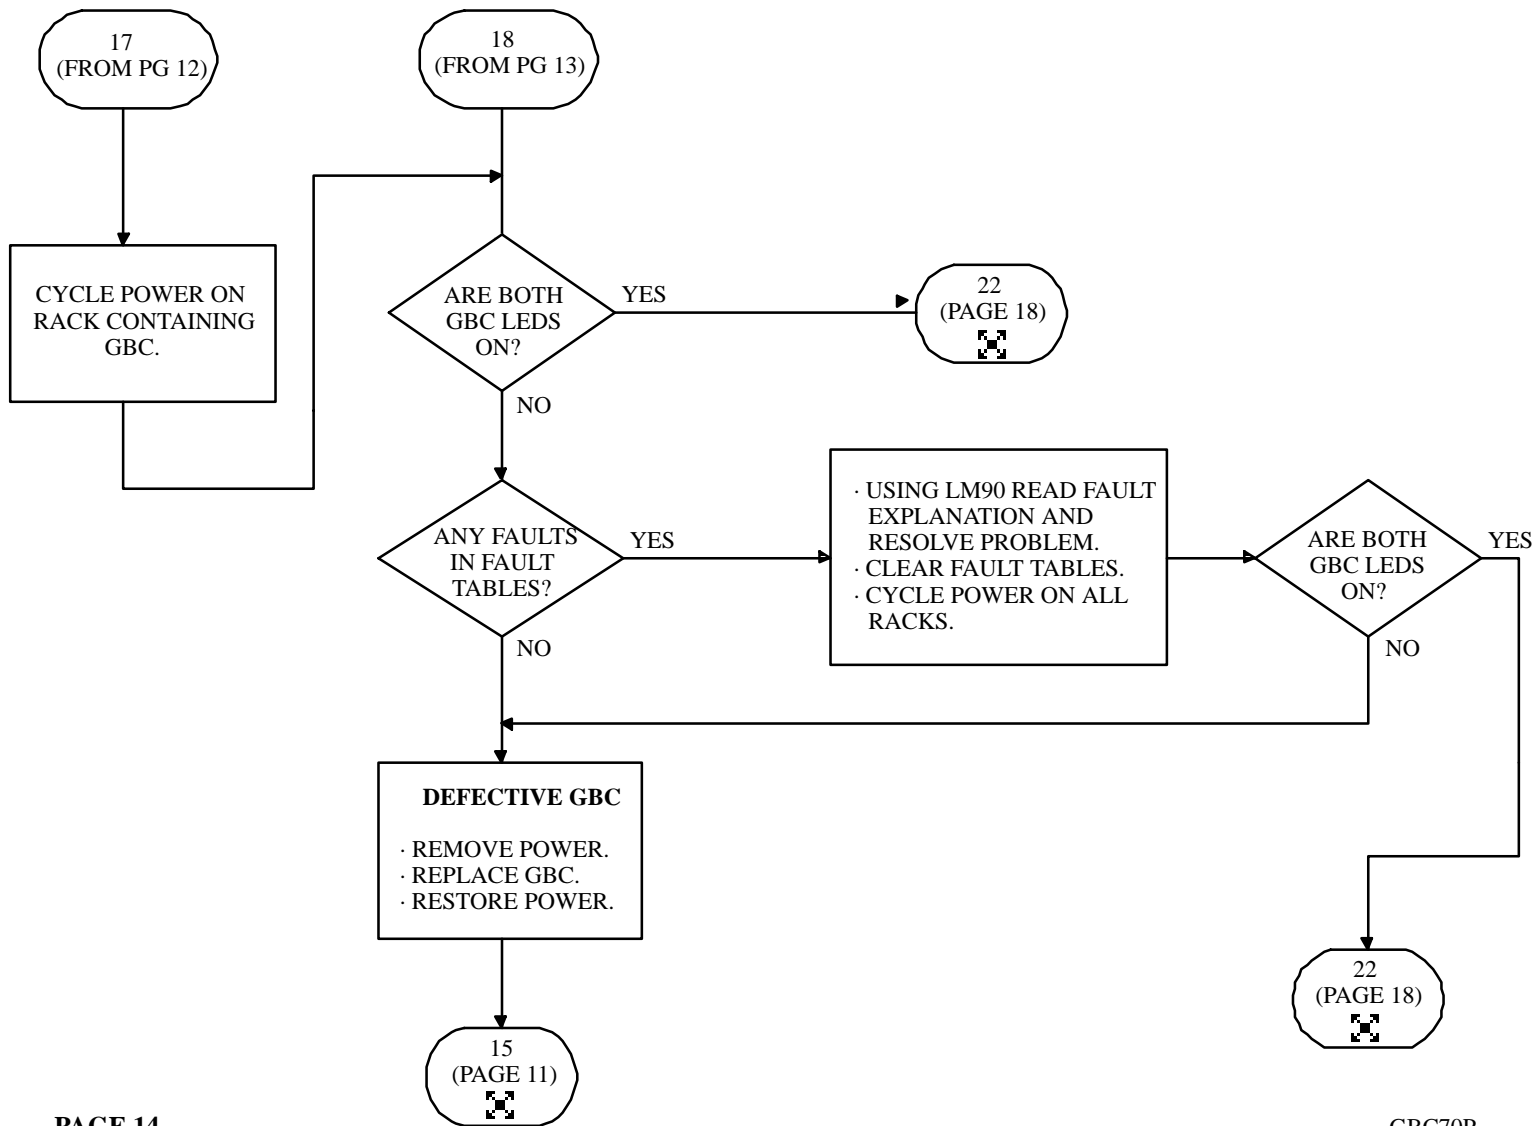 17
(FROM PG 12)
18
(FROM PG 13)
CYCLE POWER ON
RACK CONTAINING
GBC.
ARE BOTH
GBC LEDS
ON?
YES
22
(PAGE 18)
NO
ANY FAULTS
IN FAULT
TABLES?
YES
· USING LM90 READ FAULT
EXPLANATION AND
RESOLVE PROBLEM.
· CLEAR FAULT TABLES.
· CYCLE POWER ON ALL
RACKS.
ARE BOTH
GBC LEDS
ON?
YES
NO
NO
DEFECTIVE GBC
· REMOVE POWER.
· REPLACE GBC.
· RESTORE POWER.
22
(PAGE 18)
15
(PAGE 11)
PAGE 14